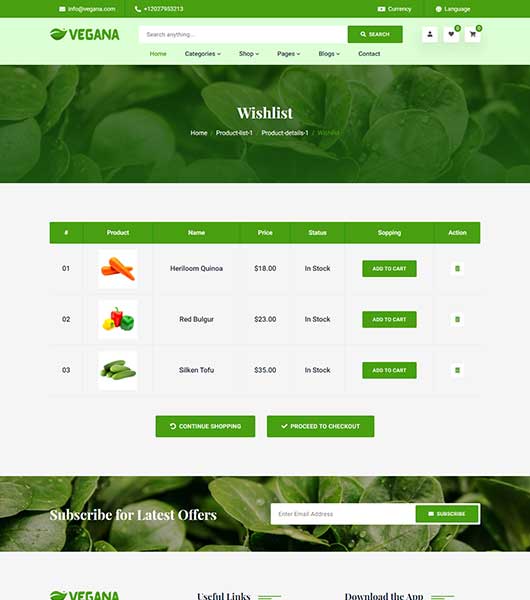 info@vegana.com +12027953213 Currency Language
VEGANA Search anything... SEARCH 0 0
Home Categories Shop Pages Blogs Contact
Wishlist
Home / Product-list-1 / Product-details-1 / Wishlist
# Product Name Price Status Sopping Action
01 Heriloom Quinoa $18.00 In Stock ADD TO CART
02 Red Bulgur $23.00 In Stock ADD TO CART
03 Silken Tofu $35.00 In Stock ADD TO CART
CONTINUE SHOPPING PROCEED TO CHECKOUT
Subscribe for Latest Offers Enter Email Address SUBSCRIBE
VEGANA Useful Links Download the App